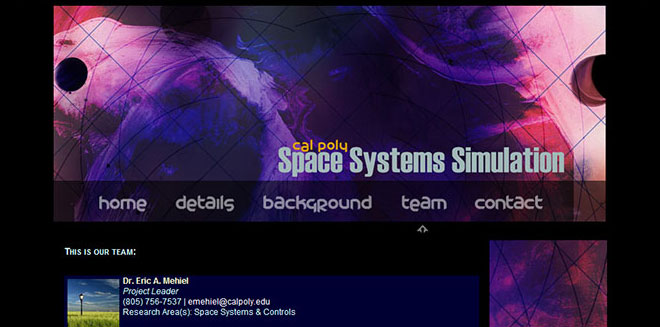 cal poly
Space Systems Simulation
home details background team contact
THIS IS OUR TEAM:
Dr. Eric A. Mehiel
Project Leader
(805) 756-7537 | emehiel@calpoly.edu
Research Area(s): Space Systems & Controls